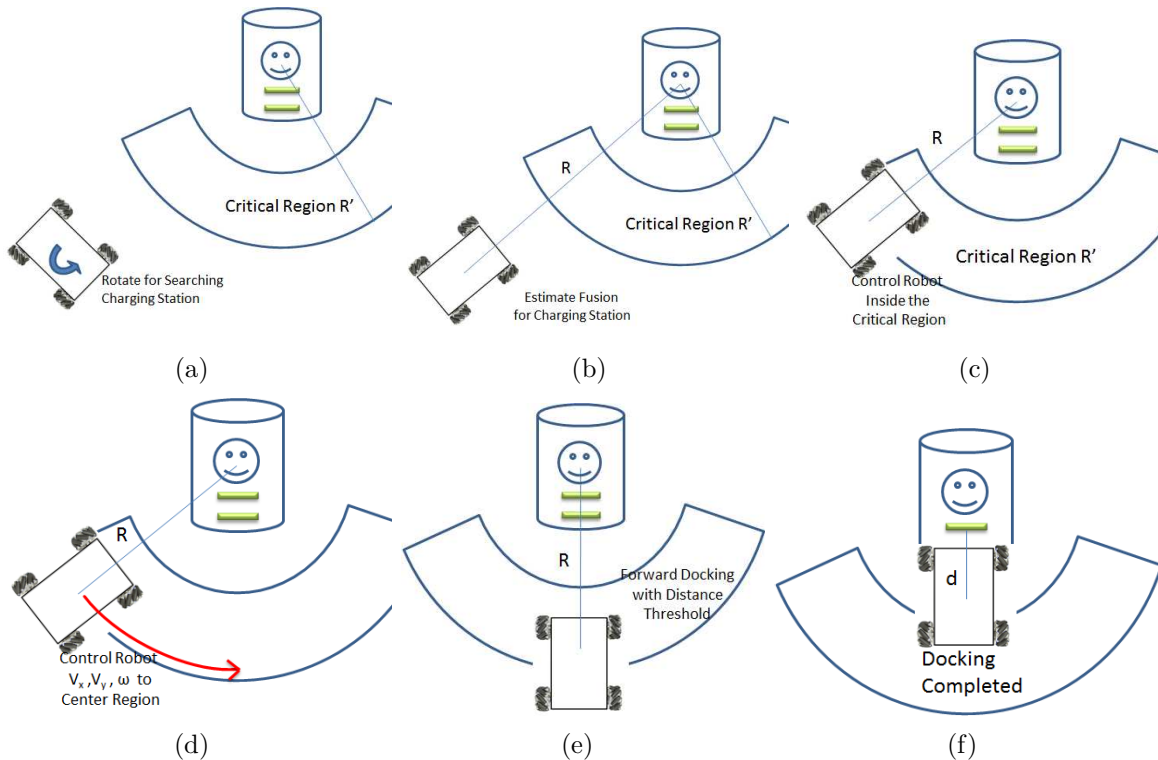 Critical Region R’
Rotate for Searching
Charging Station
(a)
R
Critical Region R’
Estimate Fusion
for Charging Station
(b)
R
Critical Region R’
Control Robot
Inside the
Critical Region
(c)
R
Control Robot
Vx ,Vy , ω to
Center Region
(d)
R
Forward Docking
with Distance
Threshold
(e)
d
Docking
Completed
(f)